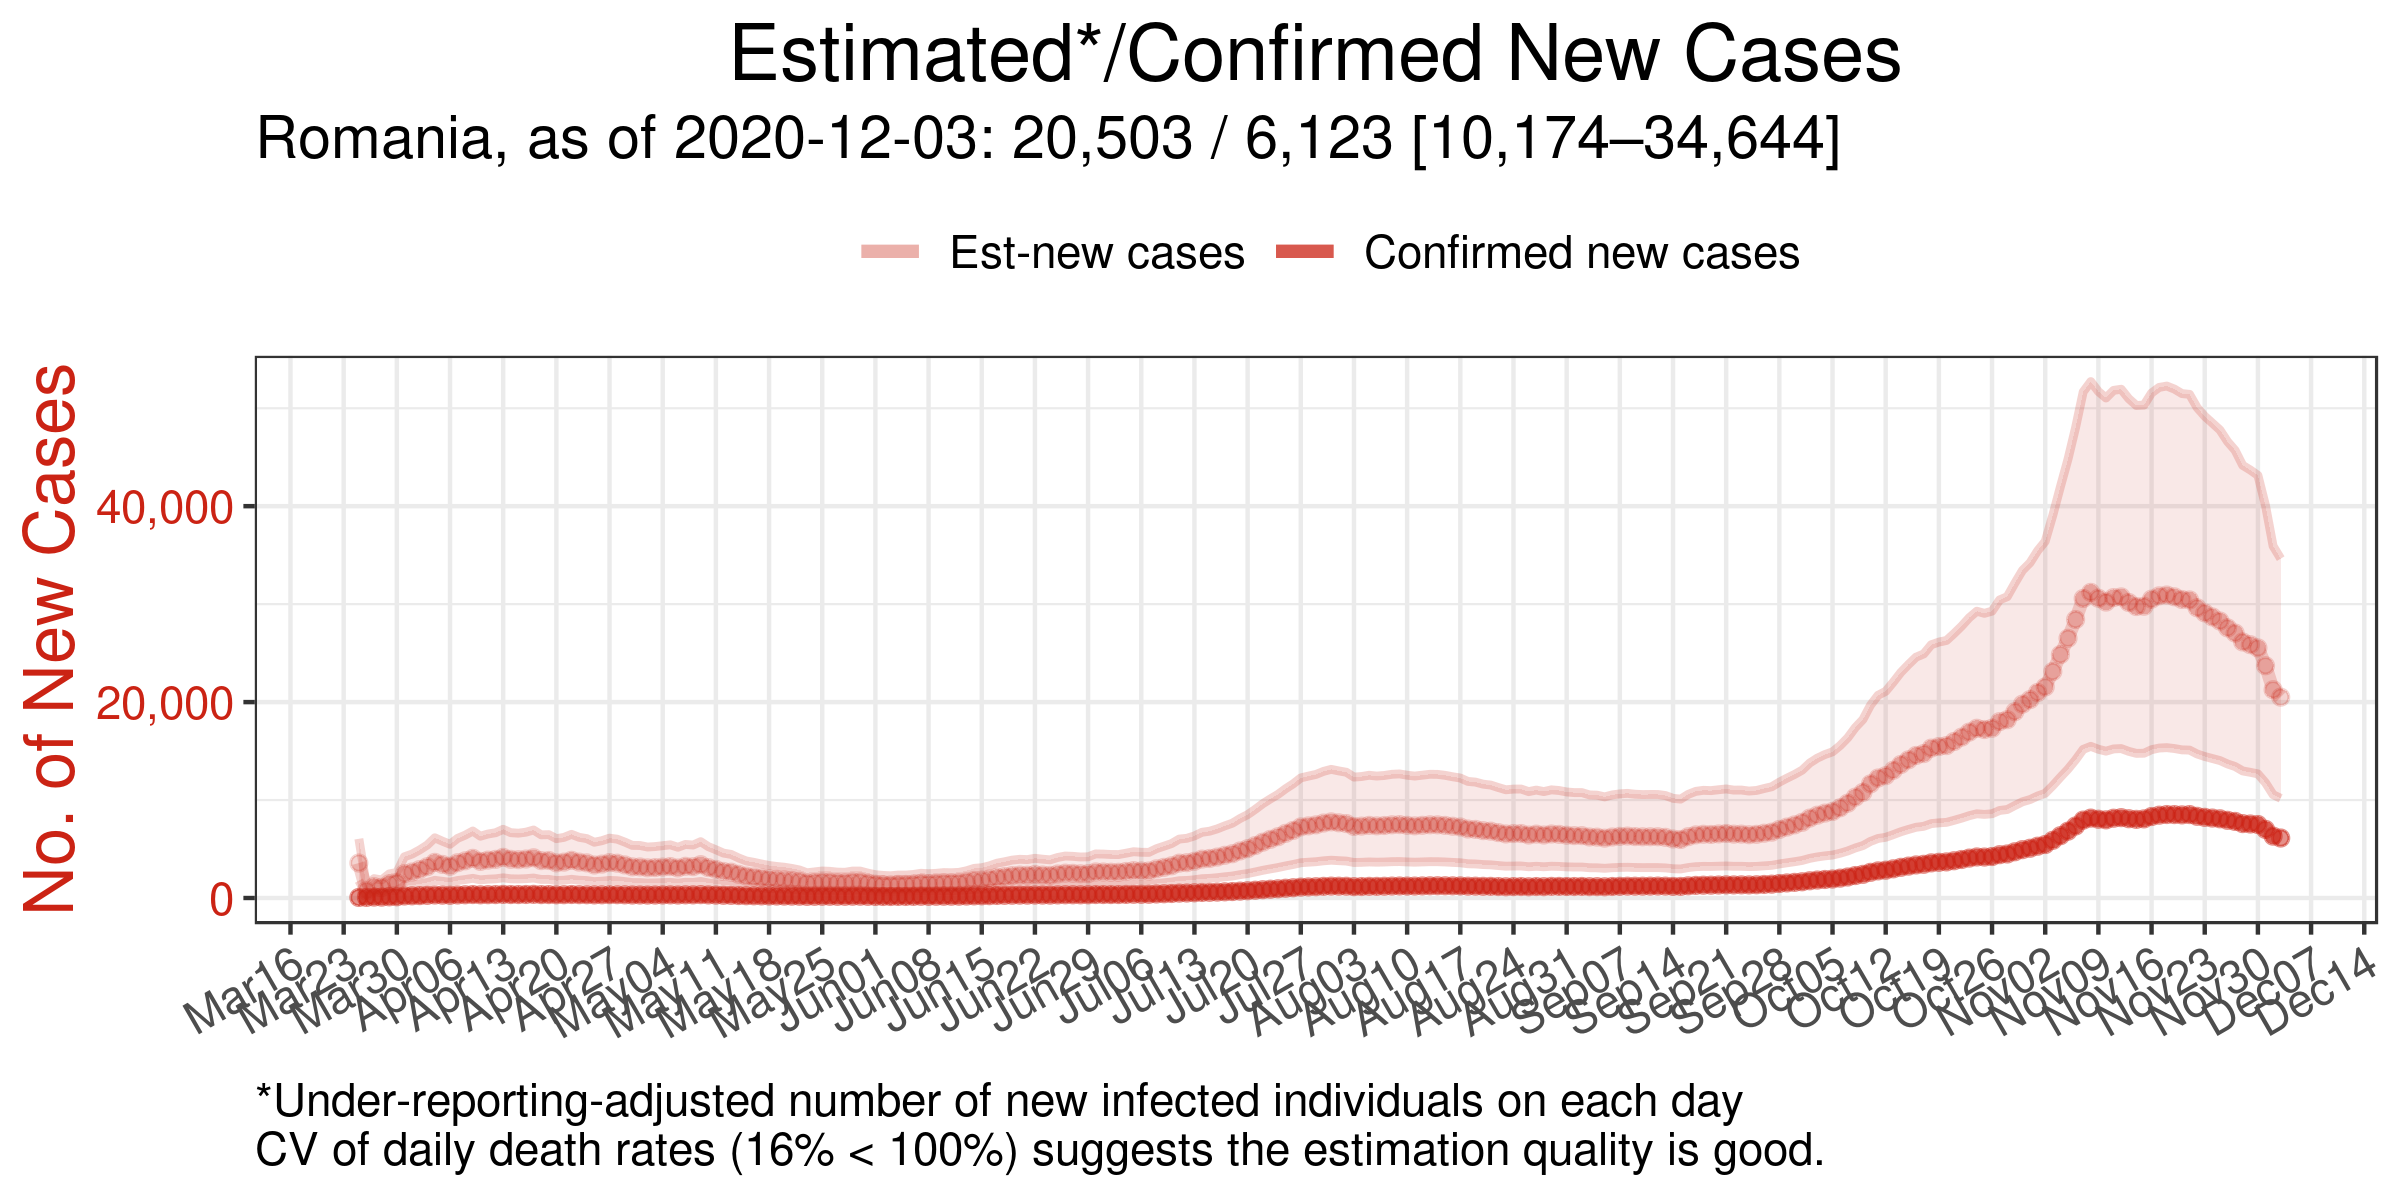 Estimated*/Confirmed New Cases
Romania, as of 2020-12-03: 20,503 / 6,123 [10,174–34,644]
Est-new cases
Confirmed new cases
No. of New Cases
40,000
20,000
0
Mar16
Mar23
Mar30
Apr06
Apr13
Apr20
Apr27
May04
May11
May18
May25
Jun01
Jun08
Jun15
Jun22
Jun29
Jul06
Jul13
Jul20
Jul27
Aug03
Aug10
Aug17
Aug24
Aug31
Sep07
Sep14
Sep21
Sep28
Oct05
Oct12
Oct19
Oct26
Nov02
Nov09
Nov16
Nov23
Nov30
Dec07
Dec14
*Under-reporting-adjusted number of new infected individuals on each day
CV of daily death rates (16% < 100%) suggests the estimation quality is good.